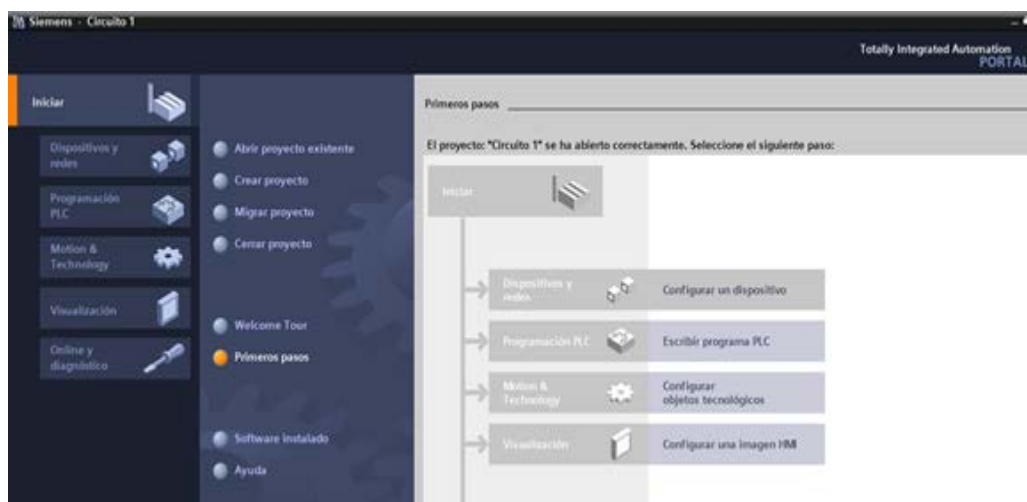 Siemens - Circuito 1
Totally Integrated Automation
PORTAL
Iniciar
Dispositivos y
redes
Programación
PLC
Motion &
Technology
Visualización
Online y
diagnóstico
Abrir proyecto existente
Crear proyecto
Migrar proyecto
Cerrar proyecto
Welcome Tour
Primeros pasos
Software instalado
Ayuda
Primeros pasos
El proyecto: "Circuito 1" se ha abierto correctamente. Seleccione el siguiente paso:
Iniciar
Dispositivos y
redes
Configurar un dispositivo
Programación PLC
Escribir programa PLC
Motion &
Technology
Configurar
objetos tecnológicos
Visualización
Configurar una imagen HMI